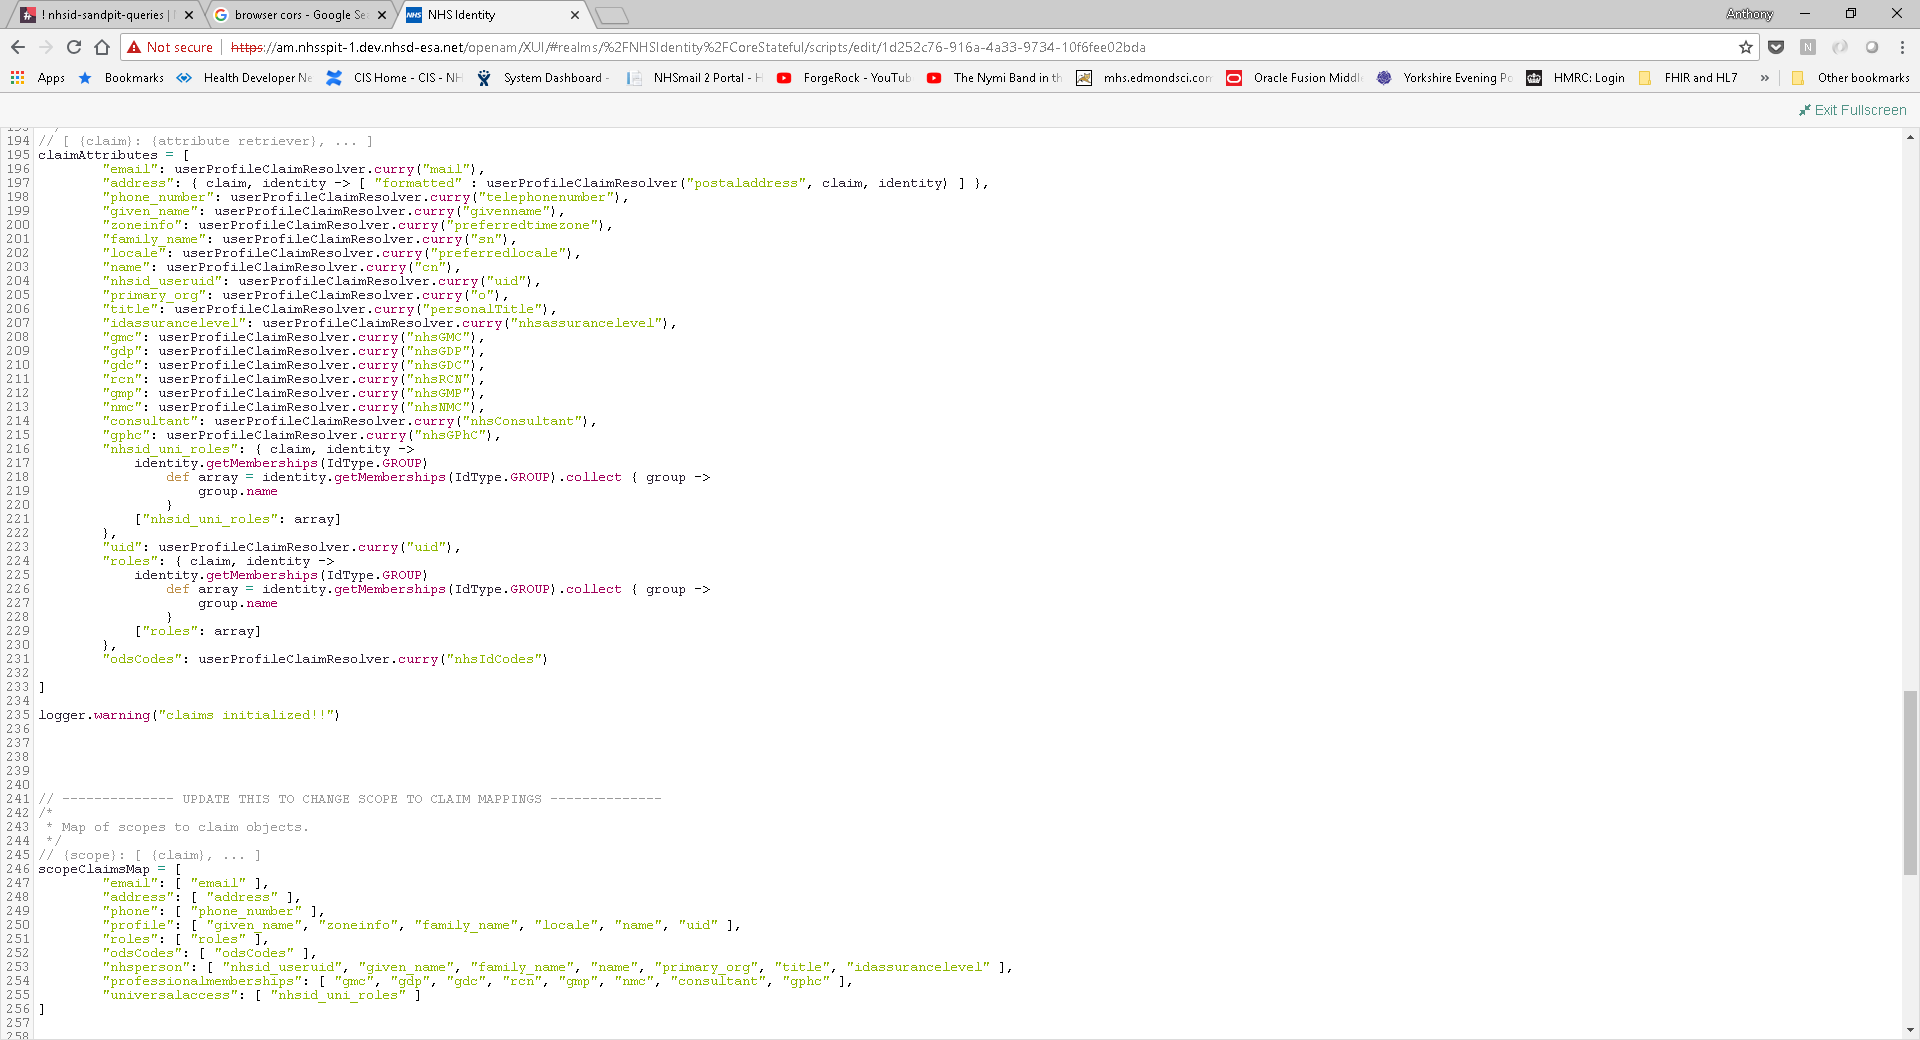 ! nhsid-sandpit-queries |
browser cors - Google Se
NHS Identity
Anthony
Not secure | https://am.nhsspit-1.dev.nhsd-esa.net/openam/XUI/#realms/%2FNHSIdentity%2FCoreStateful/scripts/edit/1d252c76-916a-4a33-9734-10f6fee02bda
Apps Bookmarks Health Developer Ne CIS Home - CIS - NH System Dashboard - NHSmail 2 Portal - H ForgeRock - YouTub The Nymi Band in th mhs.edmondsci.com Oracle Fusion Middl Yorkshire Evening Po HMRC: Login FHIR and HL7 » Other bookmarks
Exit Fullscreen
193 */
194 // [ {claim}: {attribute retriever}, ... ]
195 claimAttributes = [
196 "email": userProfileClaimResolver.curry("mail"),
197 "address": { claim, identity -> [ "formatted" : userProfileClaimResolver("postaladdress", claim, identity) ] },
198 "phone_number": userProfileClaimResolver.curry("telephonenumber"),
199 "given_name": userProfileClaimResolver.curry("givenname"),
200 "zoneinfo": userProfileClaimResolver.curry("preferredtimezone"),
201 "family_name": userProfileClaimResolver.curry("sn"),
202 "locale": userProfileClaimResolver.curry("preferredlocale"),
203 "name": userProfileClaimResolver.curry("cn"),
204 "nhsid_useruid": userProfileClaimResolver.curry("uid"),
205 "primary_org": userProfileClaimResolver.curry("o"),
206 "title": userProfileClaimResolver.curry("personalTitle"),
207 "idassurancelevel": userProfileClaimResolver.curry("nhsassurancelevel"),
208 "gmc": userProfileClaimResolver.curry("nhsGMC"),
209 "gdp": userProfileClaimResolver.curry("nhsGDP"),
210 "gdc": userProfileClaimResolver.curry("nhsGDC"),
211 "rcn": userProfileClaimResolver.curry("nhsRCN"),
212 "gmp": userProfileClaimResolver.curry("nhsGMP"),
213 "nmc": userProfileClaimResolver.curry("nhsNMC"),
214 "consultant": userProfileClaimResolver.curry("nhsConsultant"),
215 "gphc": userProfileClaimResolver.curry("nhsGPhC"),
216 "nhsid_uni_roles": { claim, identity ->
217 identity.getMemberships(IdType.GROUP)
218 def array = identity.getMemberships(IdType.GROUP).collect { group ->
219 group.name
220 }
221 ["nhsid_uni_roles": array]
222 },
223 "uid": userProfileClaimResolver.curry("uid"),
224 "roles": { claim, identity ->
225 identity.getMemberships(IdType.GROUP)
226 def array = identity.getMemberships(IdType.GROUP).collect { group ->
227 group.name
228 }
229 ["roles": array]
230 },
231 "odsCodes": userProfileClaimResolver.curry("nhsIdCodes")
232
233 ]
234
235 logger.warning("claims initialized!!")
236
237
238
239
240
241 // -------------- UPDATE THIS TO CHANGE SCOPE TO CLAIM MAPPINGS --------------
242 /*
243 * Map of scopes to claim objects.
244 */
245 // {scope}: [ {claim}, ... ]
246 scopeClaimsMap = [
247 "email": [ "email" ],
248 "address": [ "address" ],
249 "phone": [ "phone_number" ],
250 "profile": [ "given_name", "zoneinfo", "family_name", "locale", "name", "uid" ],
251 "roles": [ "roles" ],
252 "odsCodes": [ "odsCodes" ],
253 "nhsperson": [ "nhsid_useruid", "given_name", "family_name", "name", "primary_org", "title", "idassurancelevel" ],
254 "professionalmemberships": [ "gmc", "gdp", "gdc", "rcn", "gmp", "nmc", "consultant", "gphc" ],
255 "universalaccess": [ "nhsid_uni_roles" ]
256 ]
257
258